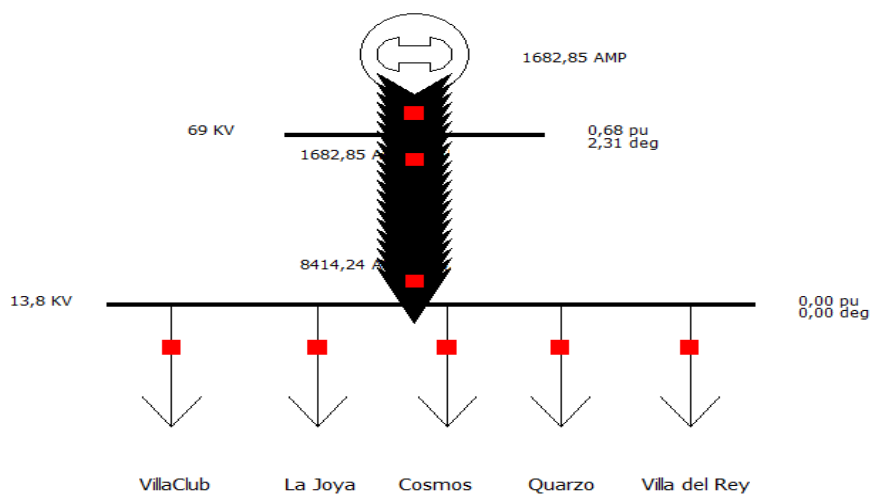 1682,85 AMP
69 KV
0,68 pu
2,31 deg
1682,85 A
8414,24 A
13,8 KV
0,00 pu
0,00 deg
VillaClub
La Joya
Cosmos
Quarzo
Villa del Rey